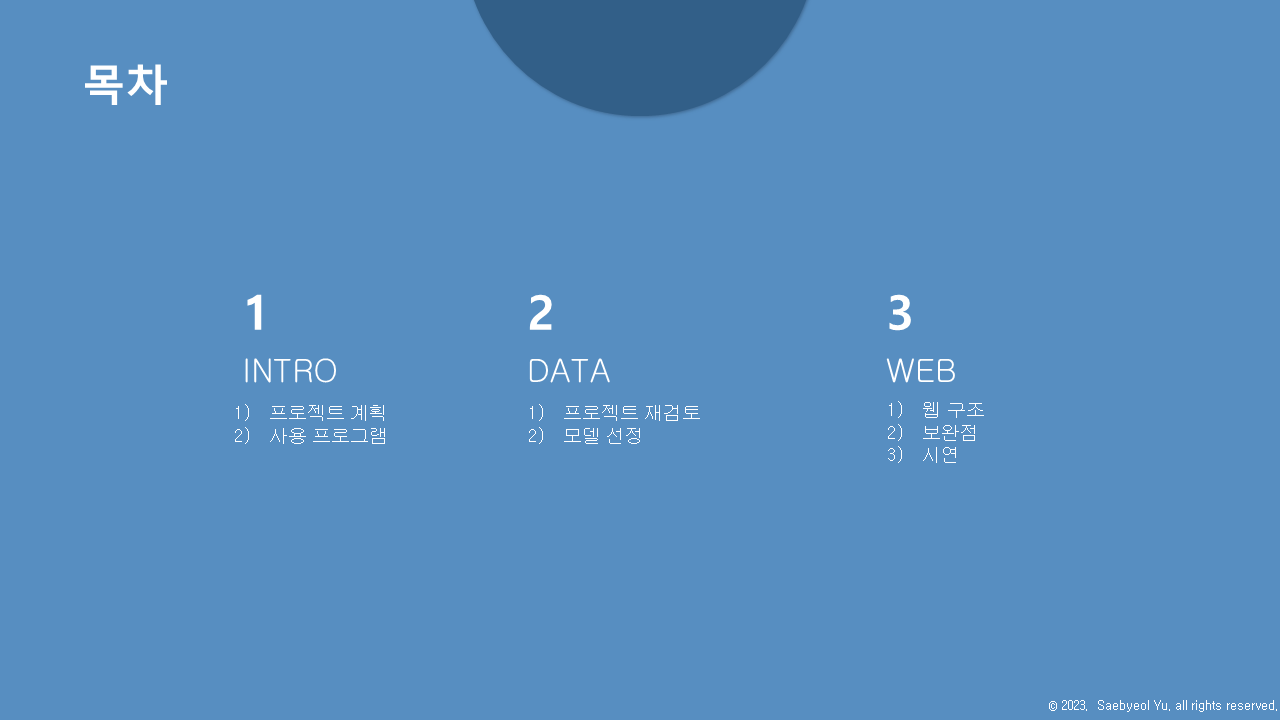 목차
1
INTRO
1) 프로젝트 계획
2) 사용 프로그램
2
DATA
1) 프로젝트 재검토
2) 모델 선정
3
WEB
1) 웹 구조
2) 보완점
3) 시연
© 2023. Saebyeol Yu. all rights reserved.